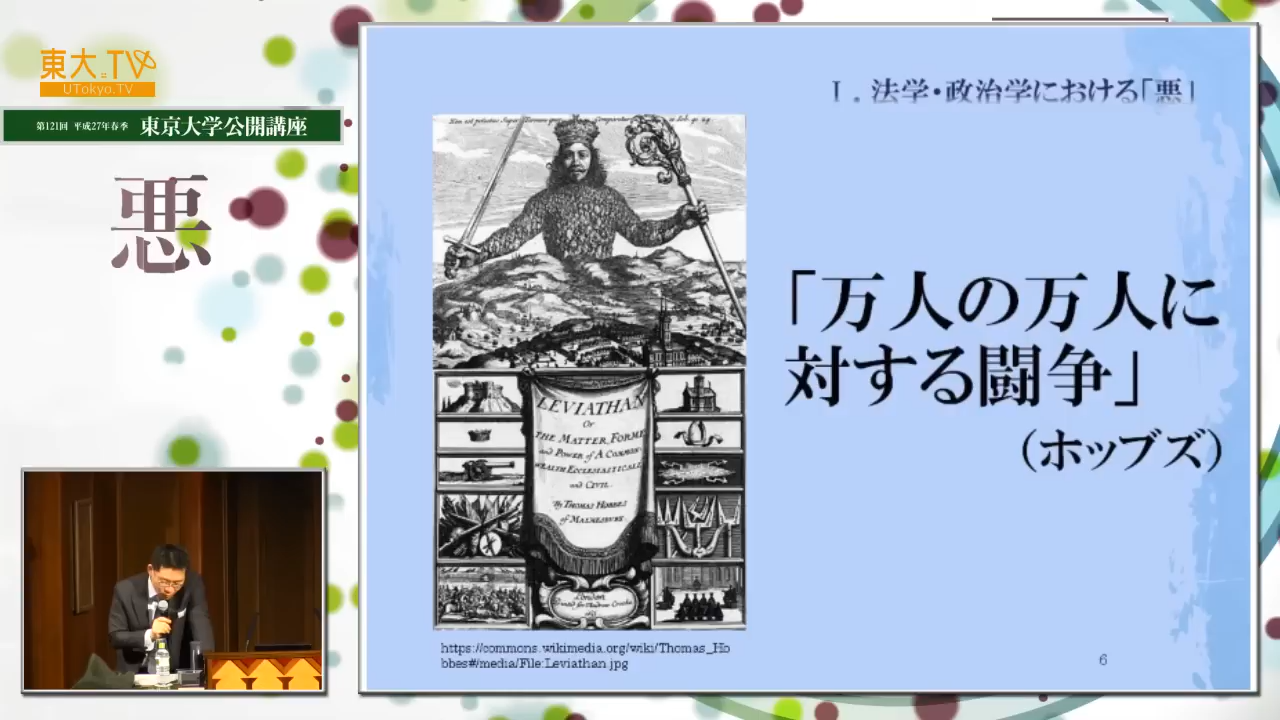 東大.TV
UTokyo.TV
第121回 平成27年春季 東京大学公開講座
悪
Ⅰ.法学・政治学における「悪」
「万人の万人に
対する闘争」
(ホッブズ)
LEVIATHAN
Or
THE MATTER, FORME
and POWER of A COMMON-
WEALTH ECCLESIASTICALL
and CIVIL.
By THOMAS HOBBES
of MALMESBURY.
London
https://commons.wikimedia.org/wiki/Thomas_Ho
bbes#/media/File:Leviathan.jpg
6